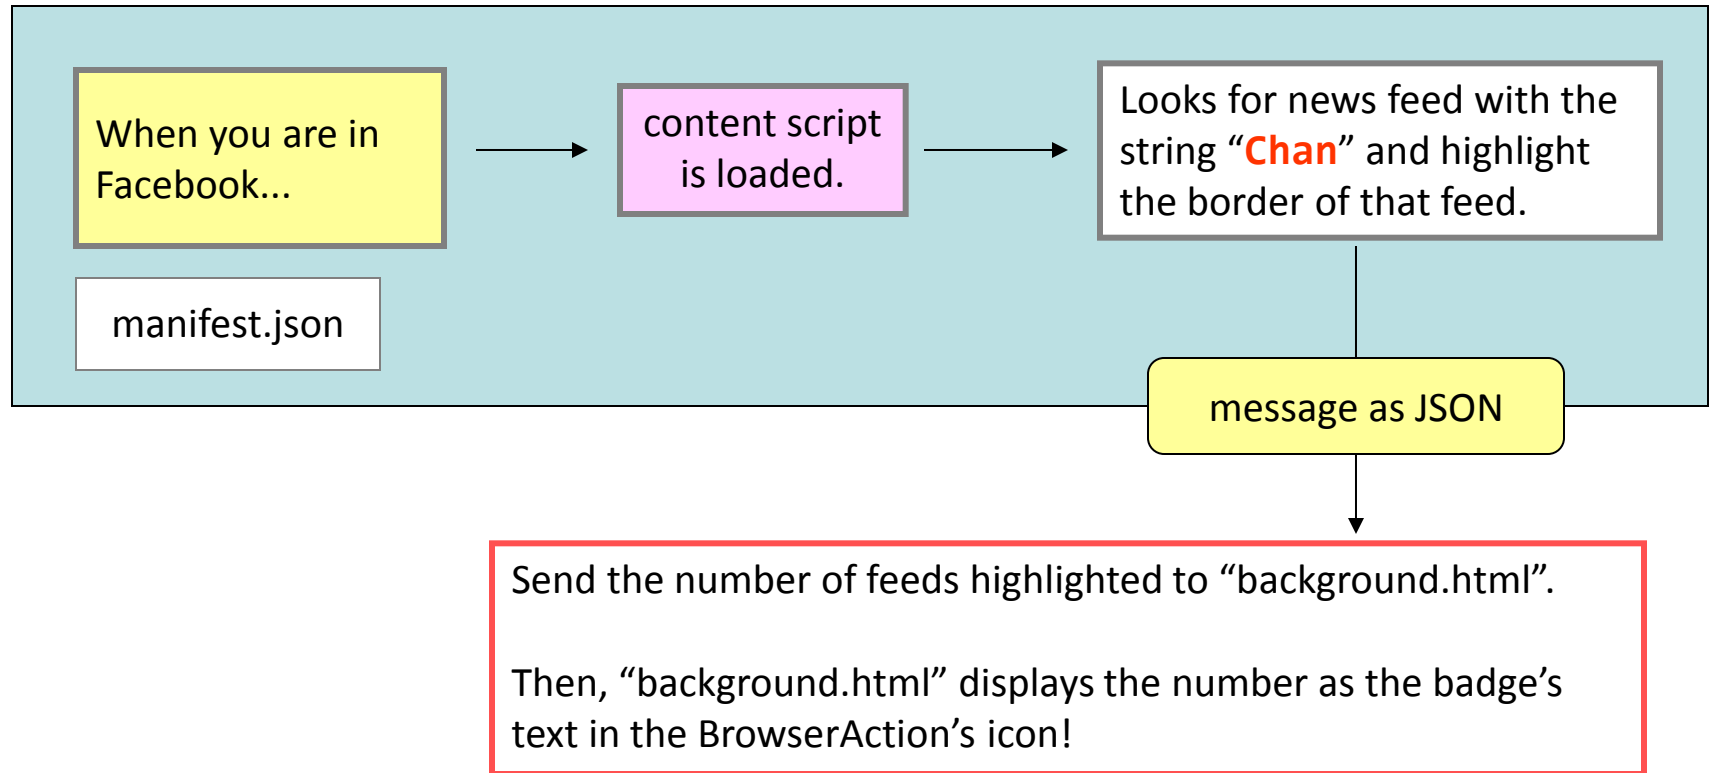 When you are in
Facebook...
content script
is loaded.
Looks for news feed with the
string “Chan” and highlight
the border of that feed.
manifest.json
message as JSON
Send the number of feeds highlighted to “background.html”.
Then, “background.html” displays the number as the badge’s
text in the BrowserAction’s icon!